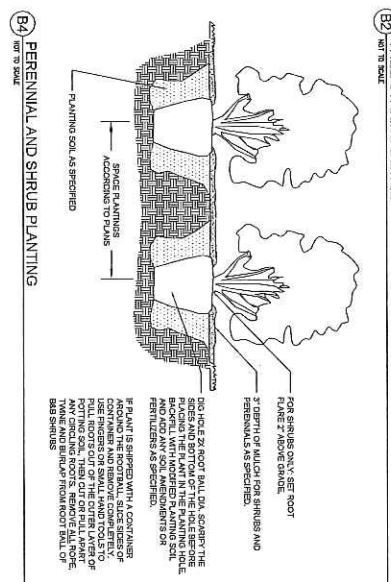 B2
NOT TO SCALE
FOR SHRUBS ONLY: SET ROOT
FLARE 2" ABOVE GRADE.
3" DEPTH OF MULCH FOR SHRUBS AND
PERENNIALS AS SPECIFIED.
DIG HOLE 2X ROOT BALL DIA. SCARIFY THE
SIDES AND BOTTOM OF THE HOLE BEFORE
PLACING THE PLANT IN THE PLANTING HOLE.
BACKFILL WITH MODIFIED PLANTING SOIL
AND ADD ANY SOIL AMENDMENTS OR
FERTILIZERS AS SPECIFIED.
IF PLANT IS SHIPPED WITH A CONTAINER
AROUND THE ROOTBALL, SLICE SIDES OF
CONTAINER AND REMOVE COMPLETELY.
USE FINGERS OR SMALL HAND TOOLS TO
PULL ROOTS OUT OF THE OUTER LAYER OF
POTTING SOIL, THEN CUT OR PULL APART
ANY CIRCLING ROOTS. REMOVE ALL ROPE,
TWINE AND BURLAP FROM ROOT BALL OF
B&B SHRUBS
SPACE PLANTINGS
ACCORDING TO PLANS
PLANTING SOIL AS SPECIFIED
B4
PERENNIAL AND SHRUB PLANTING
NOT TO SCALE